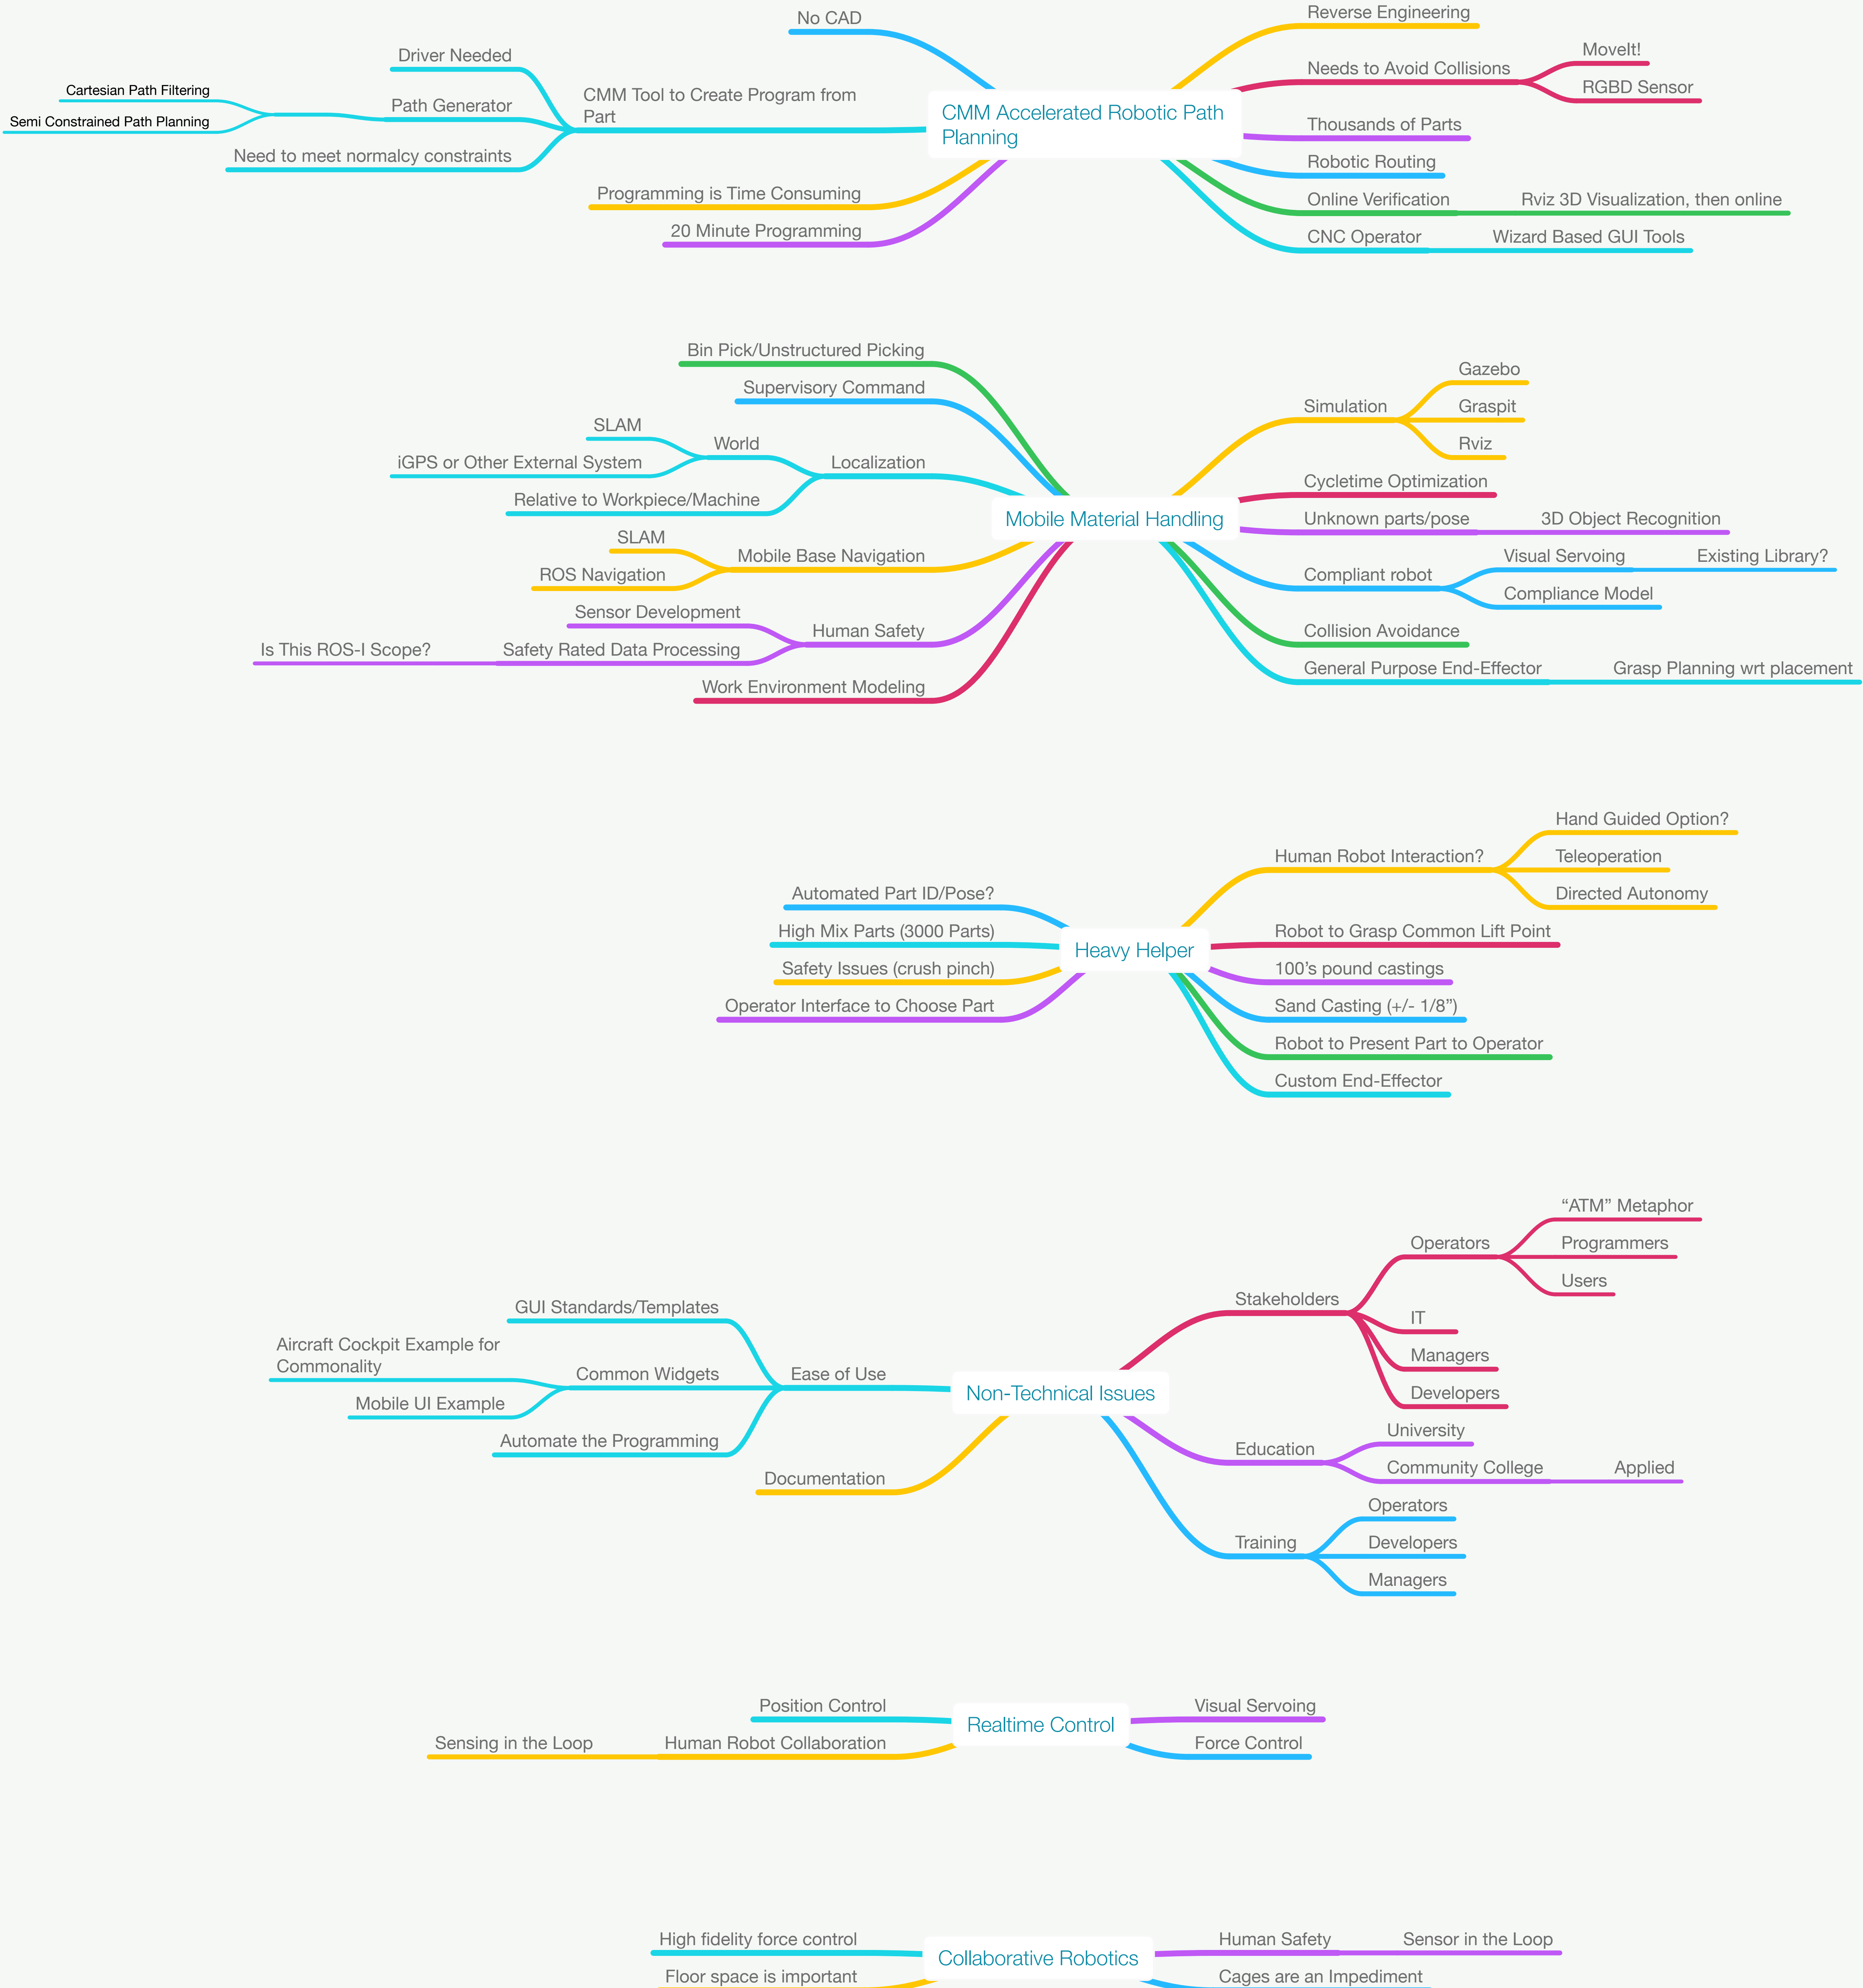 No CAD
Driver Needed
Cartesian Path Filtering
Semi Constrained Path Planning
Path Generator
Need to meet normalcy constraints
CMM Tool to Create Program from
Part
Programming is Time Consuming
20 Minute Programming
CMM Accelerated Robotic Path
Planning
Reverse Engineering
Needs to Avoid Collisions
MoveIt!
RGBD Sensor
Thousands of Parts
Robotic Routing
Online Verification
Rviz 3D Visualization, then online
CNC Operator
Wizard Based GUI Tools
Bin Pick/Unstructured Picking
Supervisory Command
SLAM
iGPS or Other External System
World
Relative to Workpiece/Machine
Localization
SLAM
ROS Navigation
Mobile Base Navigation
Sensor Development
Is This ROS-I Scope?
Safety Rated Data Processing
Human Safety
Work Environment Modeling
Mobile Material Handling
Simulation
Gazebo
Graspit
Rviz
Cycletime Optimization
Unknown parts/pose
3D Object Recognition
Compliant robot
Visual Servoing
Existing Library?
Compliance Model
Collision Avoidance
General Purpose End-Effector
Grasp Planning wrt placement
Automated Part ID/Pose?
High Mix Parts (3000 Parts)
Safety Issues (crush pinch)
Operator Interface to Choose Part
Heavy Helper
Human Robot Interaction?
Hand Guided Option?
Teleoperation
Directed Autonomy
Robot to Grasp Common Lift Point
100’s pound castings
Sand Casting (+/- 1/8”)
Robot to Present Part to Operator
Custom End-Effector
GUI Standards/Templates
Aircraft Cockpit Example for
Commonality
Mobile UI Example
Common Widgets
Automate the Programming
Ease of Use
Documentation
Non-Technical Issues
Stakeholders
Operators
“ATM” Metaphor
Programmers
Users
IT
Managers
Developers
Education
University
Community College
Applied
Training
Operators
Developers
Managers
Position Control
Sensing in the Loop
Human Robot Collaboration
Realtime Control
Visual Servoing
Force Control
High fidelity force control
Floor space is important
Collaborative Robotics
Human Safety
Sensor in the Loop
Cages are an Impediment